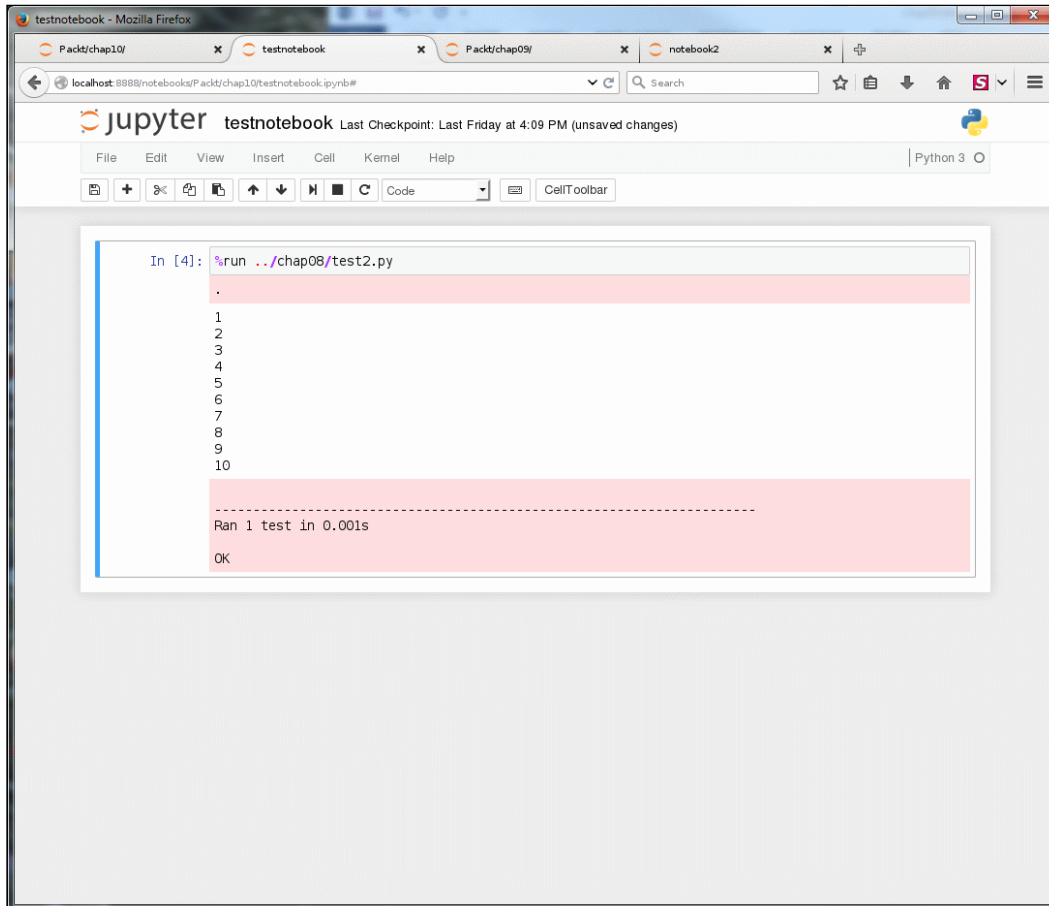 testnotebook - Mozilla Firefox
Packt/chap10/ testnotebook Packt/chap09/ notebook2
localhost:8888/notebooks/Packt/chap10/testnotebook.ipynb# Search
jupyter testnotebook Last Checkpoint: Last Friday at 4:09 PM (unsaved changes)
File Edit View Insert Cell Kernel Help Python 3
Code CellToolbar
In [4]: %run ../chap08/test2.py
.
1
2
3
4
5
6
7
8
9
10
----------------------------------------------------------------------
Ran 1 test in 0.001s
OK